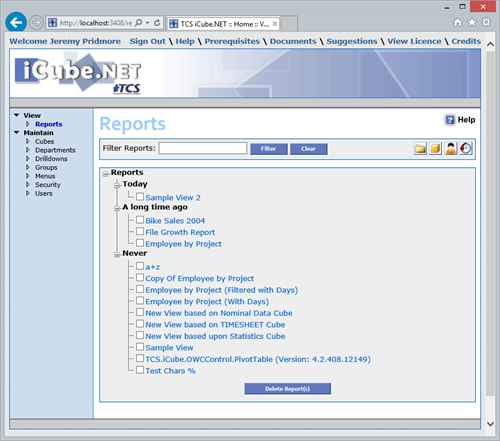 http://localhost:3408/re
TCS iCube.NET :: Home :: V...
Welcome Jeremy Pridmore Sign Out \ Help \ Prerequisites \ Documents \ Suggestions \ View Licence \ Credits
iCube.NET
TCS
View
Reports
Maintain
Cubes
Departments
Drilldowns
Groups
Menus
Security
Users
Reports
? Help
Filter Reports: Filter Clear
Reports
Today
Sample View 2
A long time ago
Bike Sales 2004
File Growth Report
Employee by Project
Never
a+z
Copy Of Employee by Project
Employee by Project (Filtered with Days)
Employee by Project (With Days)
New View based on Nominal Data Cube
New View based on TIMESHEET Cube
New View based upon Statistics Cube
Sample View
TCS.iCube.OWCControl.PivotTable (Version: 4.2.408.12149)
Test Chars %
Delete Report(s)